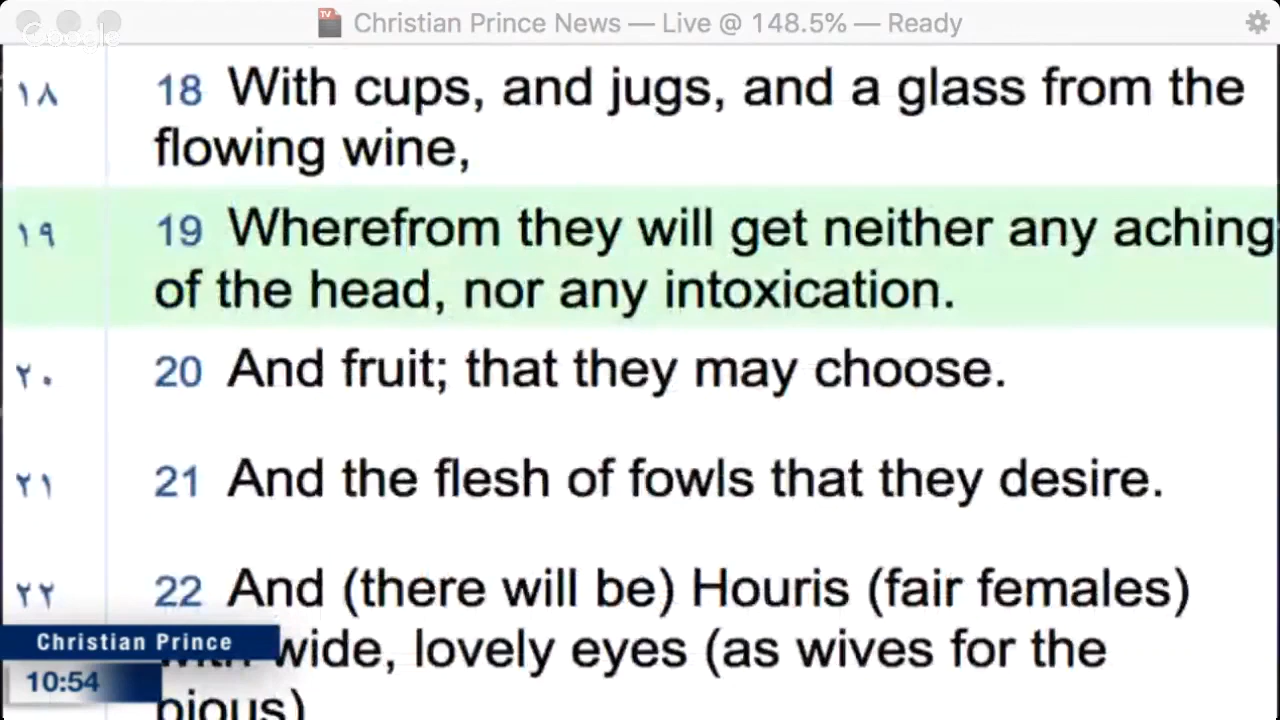 Christian Prince News — Live @ 148.5% — Ready
Google
١٨ 18 With cups, and jugs, and a glass from the
flowing wine,
١٩ 19 Wherefrom they will get neither any aching
of the head, nor any intoxication.
٢٠ 20 And fruit; that they may choose.
٢١ 21 And the flesh of fowls that they desire.
٢٢ 22 And (there will be) Houris (fair females)
with wide, lovely eyes (as wives for the
pious)
Christian Prince
10:54